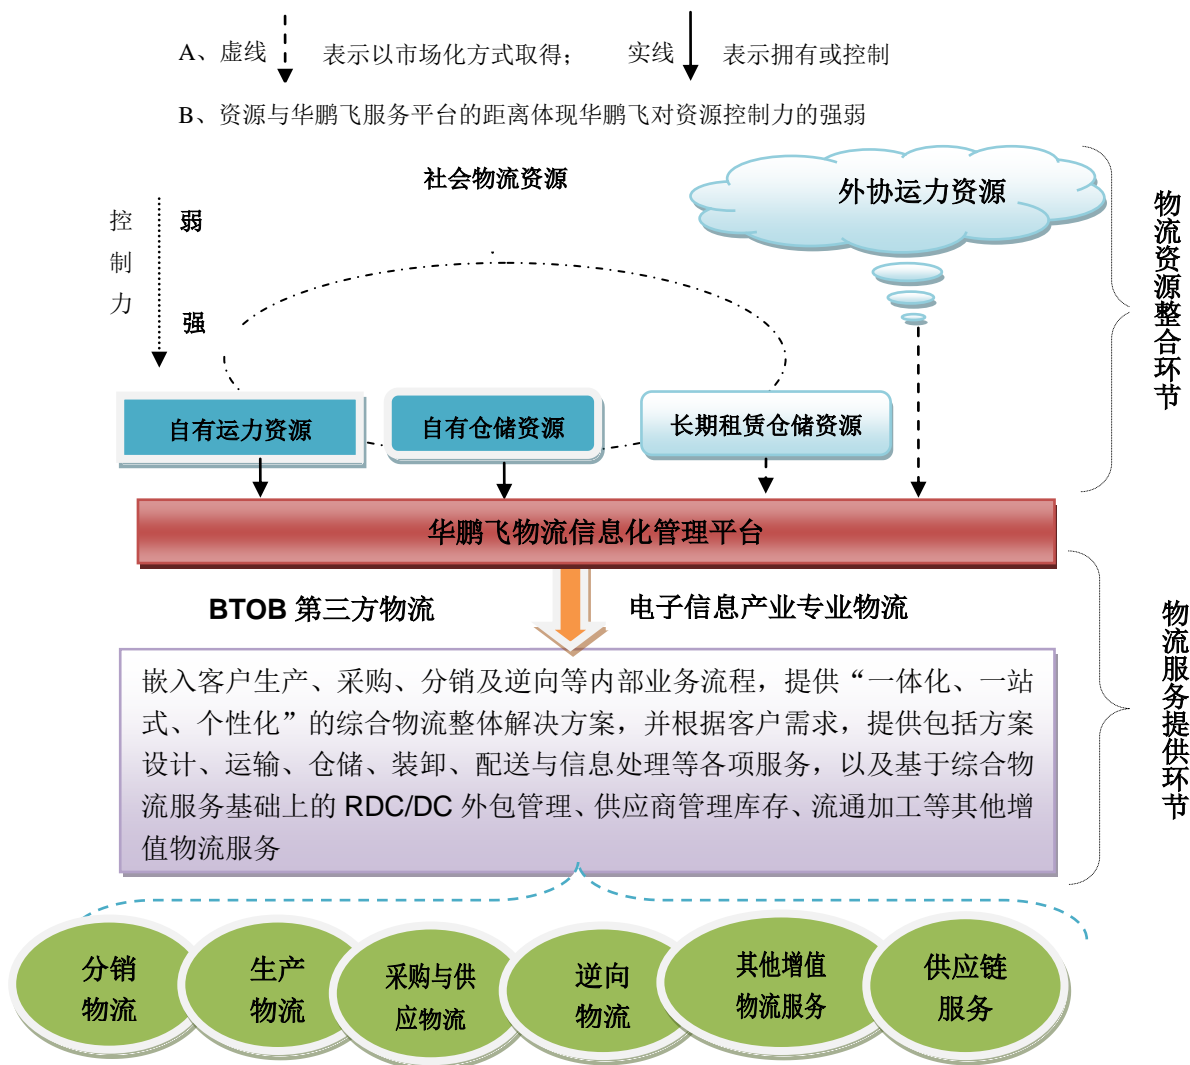 A、虚线 表示以市场化方式取得； 实线 表示拥有或控制
B、资源与华鹏飞服务平台的距离体现华鹏飞对资源控制力的强弱
社会物流资源
外协运力资源
控制力
弱
强
物流资源整合环节
自有运力资源
自有仓储资源
长期租赁仓储资源
华鹏飞物流信息化管理平台
BTOB 第三方物流
电子信息产业专业物流
物流服务提供环节
嵌入客户生产、采购、分销及逆向等内部业务流程，提供“一体化、一站
式、个性化”的综合物流整体解决方案，并根据客户需求，提供包括方案
设计、运输、仓储、装卸、配送与信息处理等各项服务，以及基于综合物
流服务基础上的 RDC/DC 外包管理、供应商管理库存、流通加工等其他增
值物流服务
分销
物流
生产
物流
采购与供
应物流
逆向
物流
其他增值
物流服务
供应链
服务